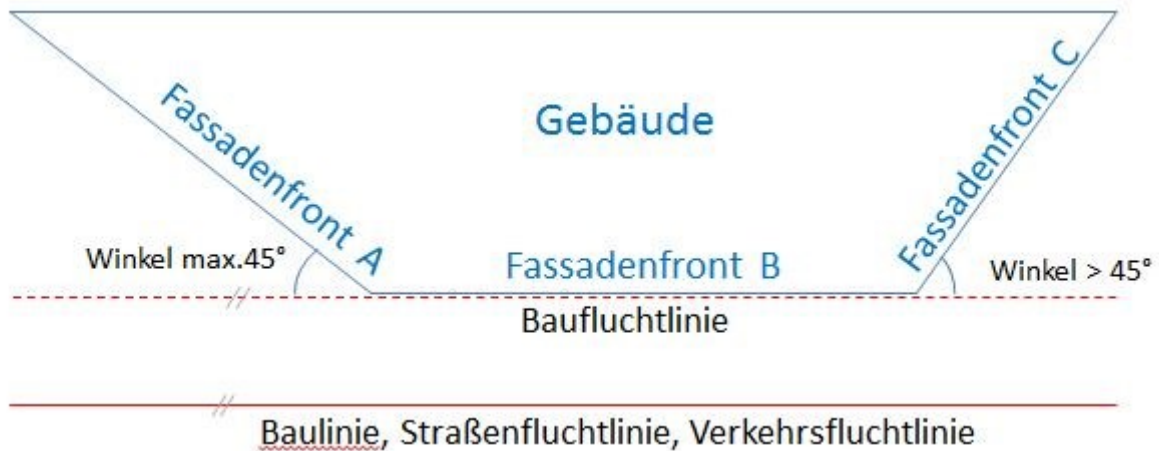 Gebäude
Fassadenfront A
Fassadenfront C
Winkel max.45°
Fassadenfront B
Winkel > 45°
Baufluchtlinie
Baulinie, Straßenfluchtlinie, Verkehrsfluchtlinie